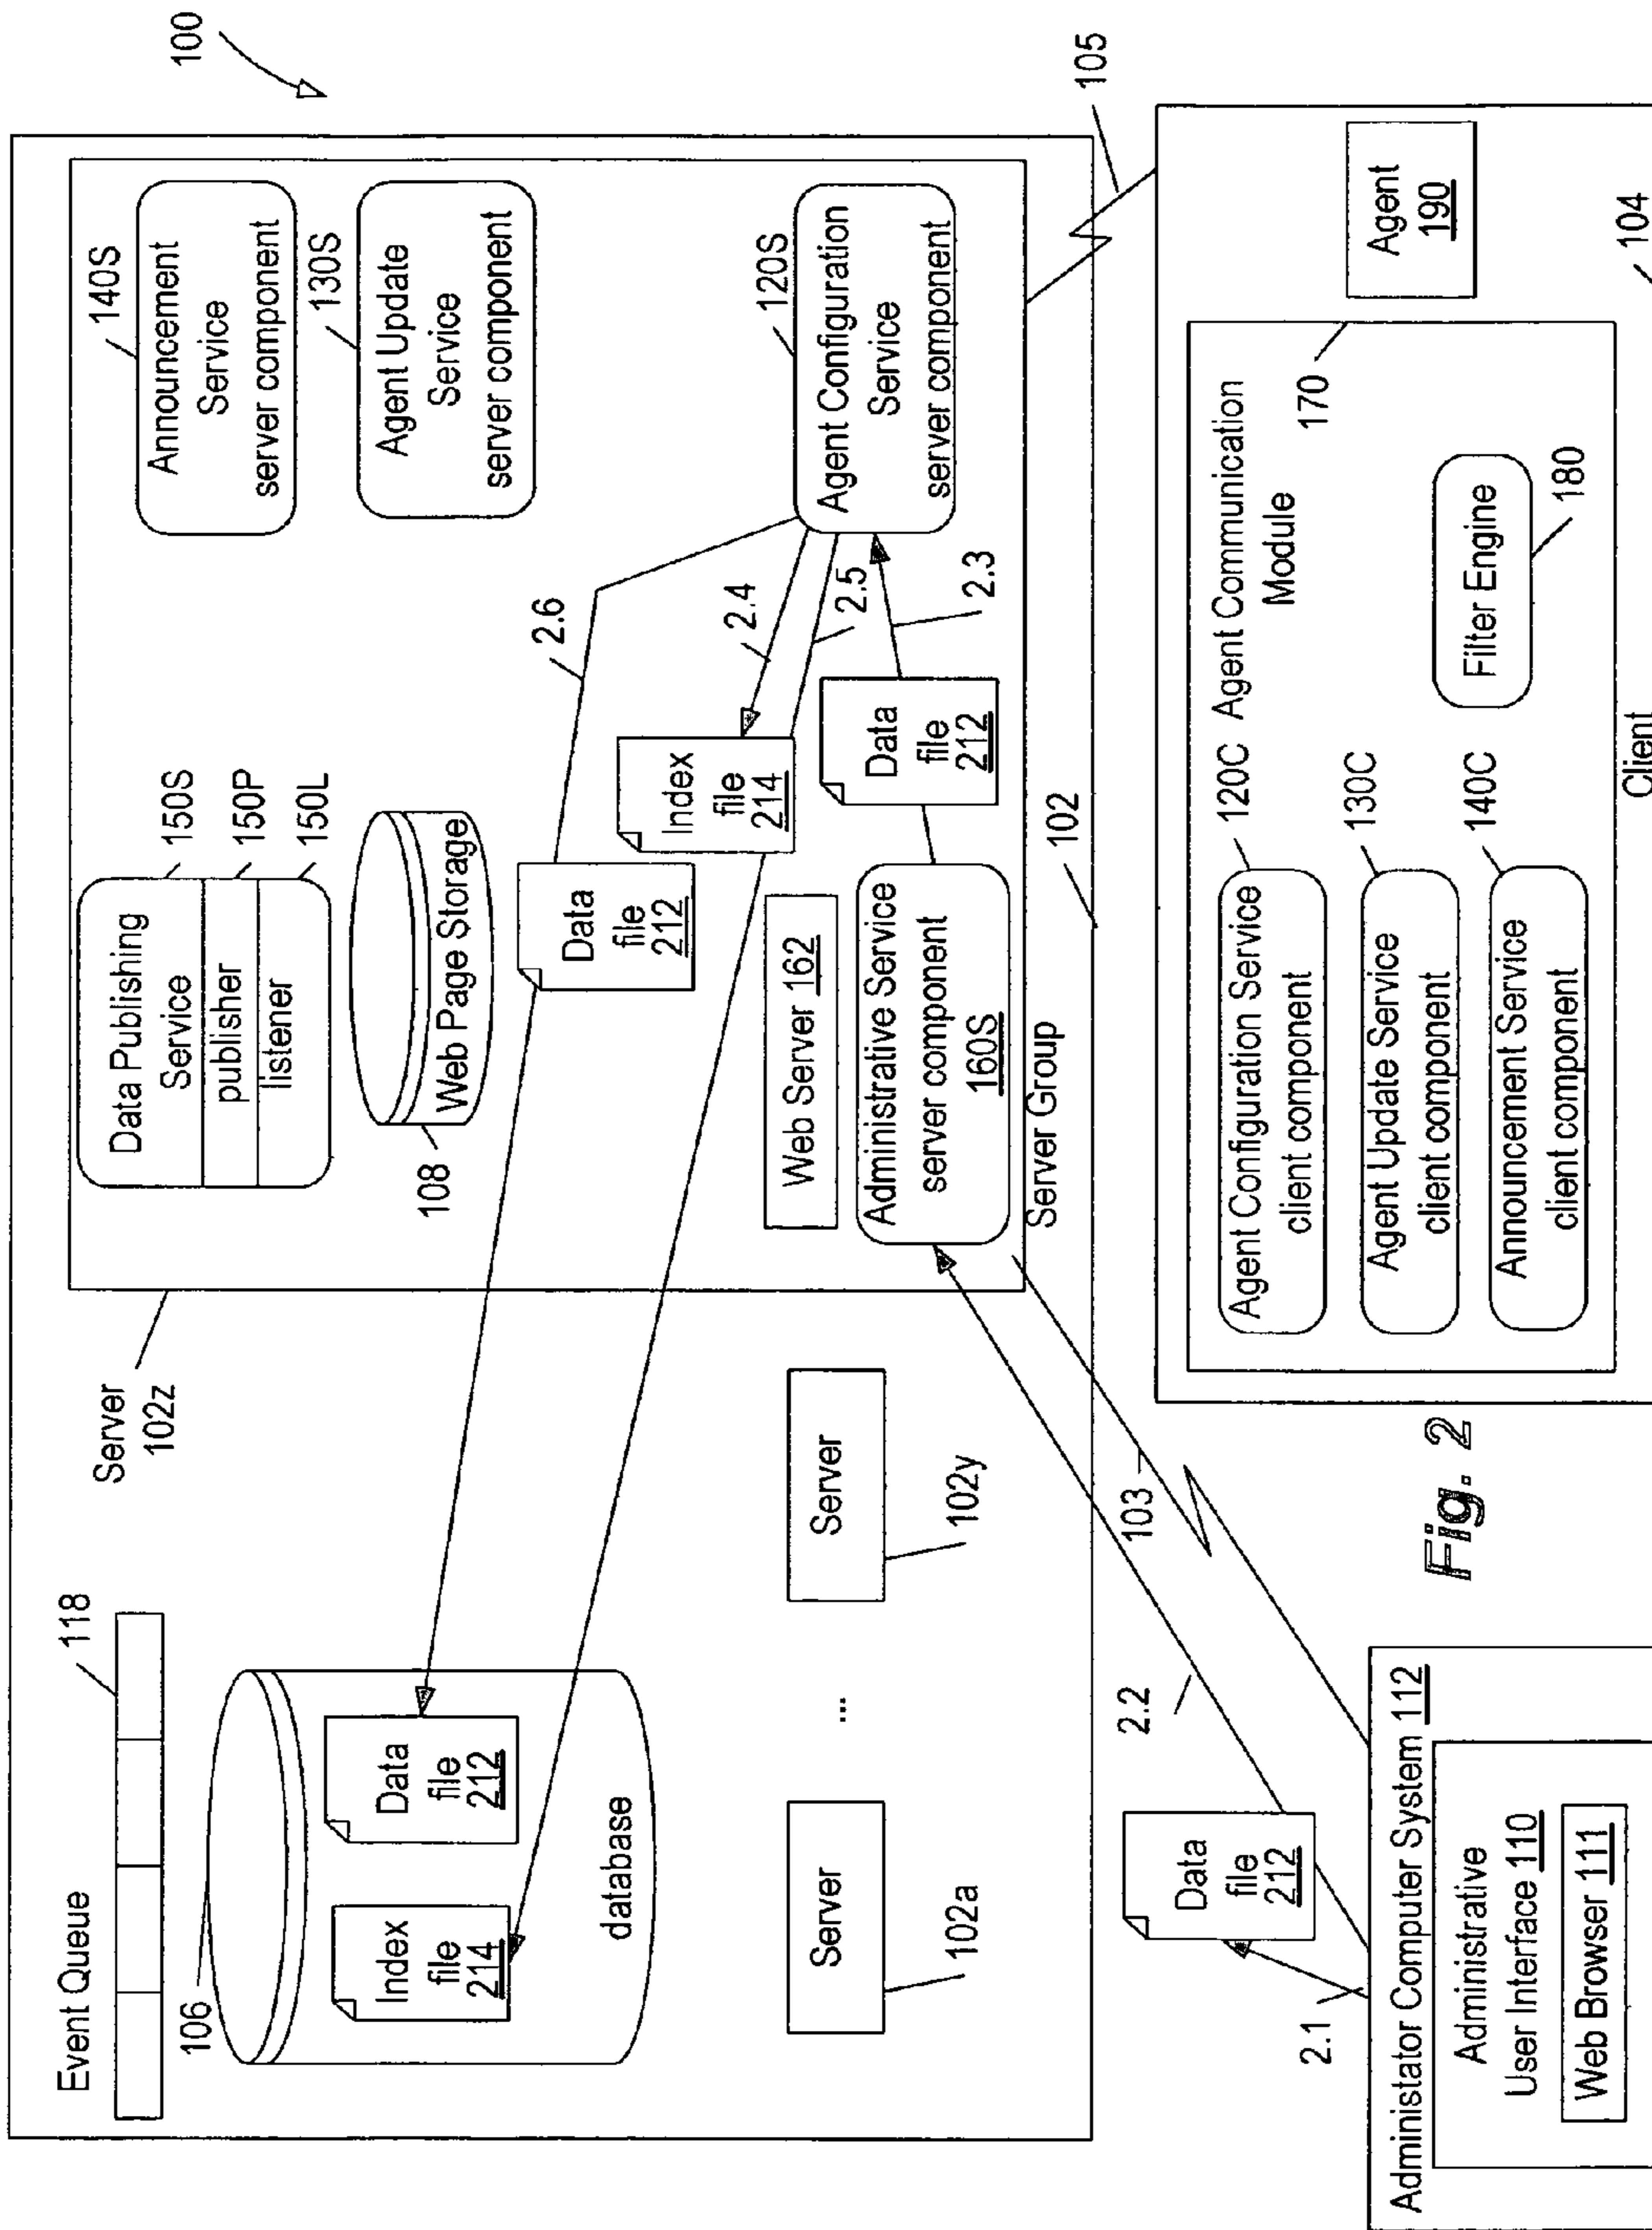 100
Event Queue
118
106
Index
file
214
Data
file
212
database
Server
102a
...
Server
102y
Server
102z
Data Publishing
Service
publisher
listener
150S
150P
150L
Web Page Storage
108
Announcement
Service
server component
140S
Agent Update
Service
server component
130S
2.6
Data
file
212
Index
file
214
2.4
2.5
Data
file
212
2.3
Agent Configuration
Service
server component
120S
Web Server 162
Administrative Service
server component
160S
Server Group
102
105
2.2
103
Data
file
212
2.1
Administator Computer System 112
Administrative
User Interface 110
Web Browser 111
Fig. 2
Agent Configuration Service
client component
120C
Agent Communication
Module
170
Agent Update Service
client component
130C
Announcement Service
client component
140C
Filter Engine
180
Agent
190
Client
104